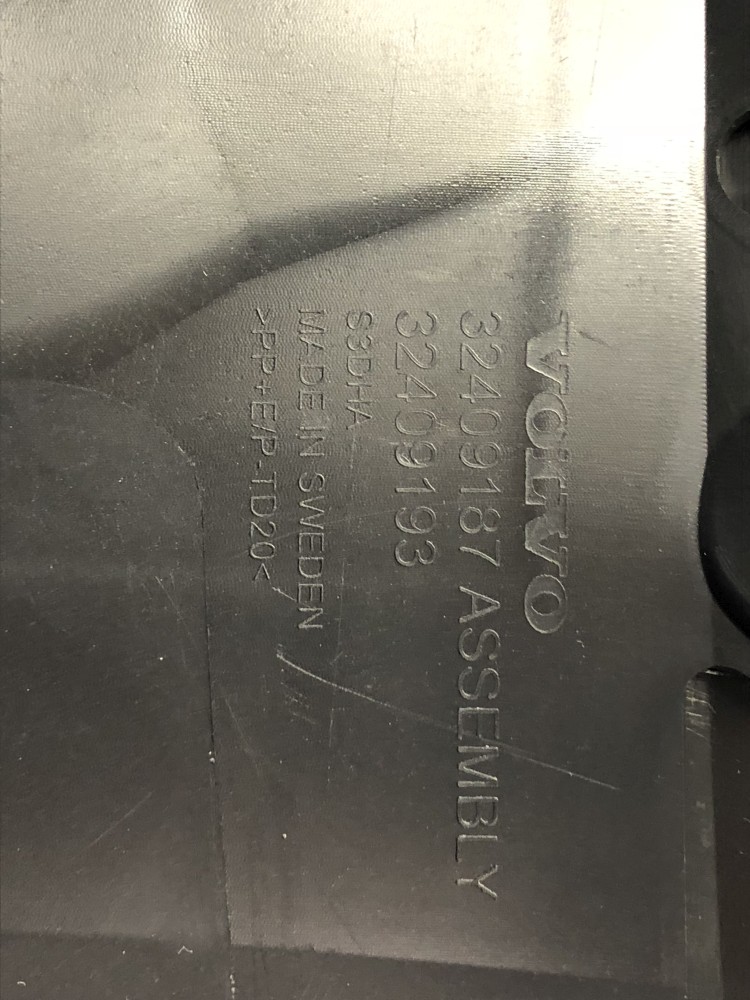 VOLVO
32409187 ASSEMBLY
32409193
S3DHA
MADE IN SWEDEN
>PP+E/P-TD20<